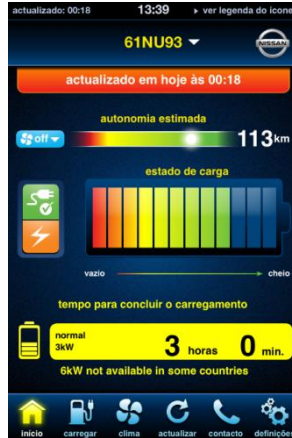 actualizado: 00:18 13:39 ▸ ver legenda do icone
61NU93
NISSAN
actualizado em hoje às 00:18
autonomia estimada
off
113km
estado de carga
vazio cheio
tempo para concluir o carregamento
normal
3kW
3 horas 0 min.
6kW not available in some countries
início carregar clima actualizar contacto definições